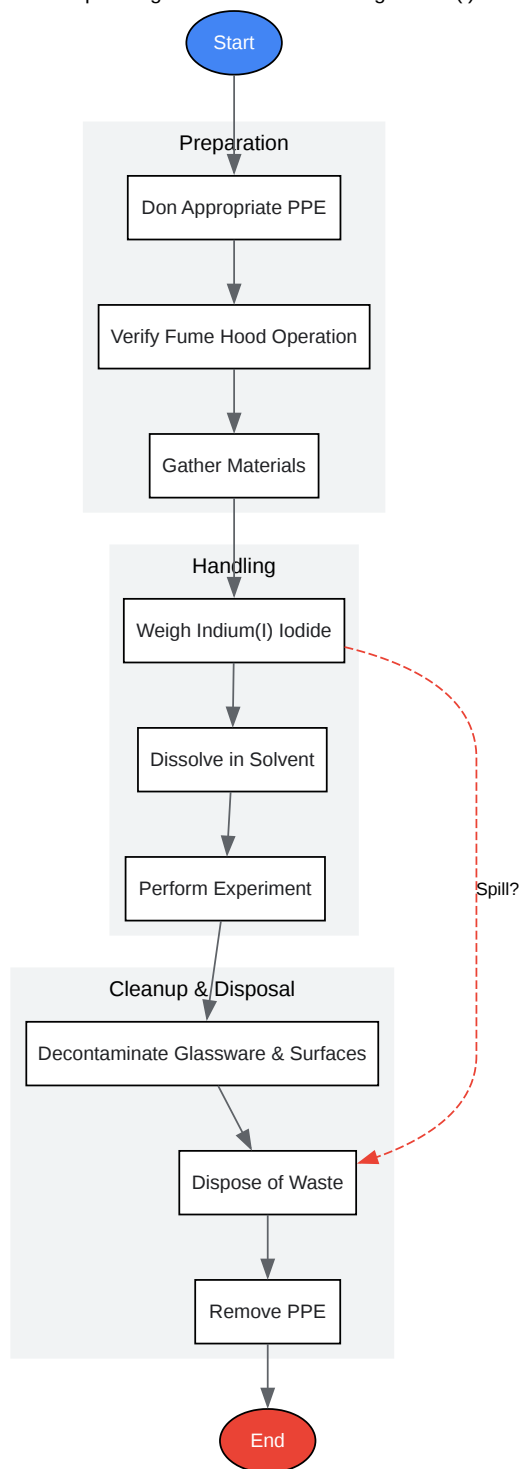 Start
Preparation
Don Appropriate PPE
Verify Fume Hood Operation
Gather Materials
Handling
Weigh Indium(I) Iodide
Dissolve in Solvent
Perform Experiment
Spill?
Cleanup & Disposal
Decontaminate Glassware & Surfaces
Dispose of Waste
Remove PPE
End